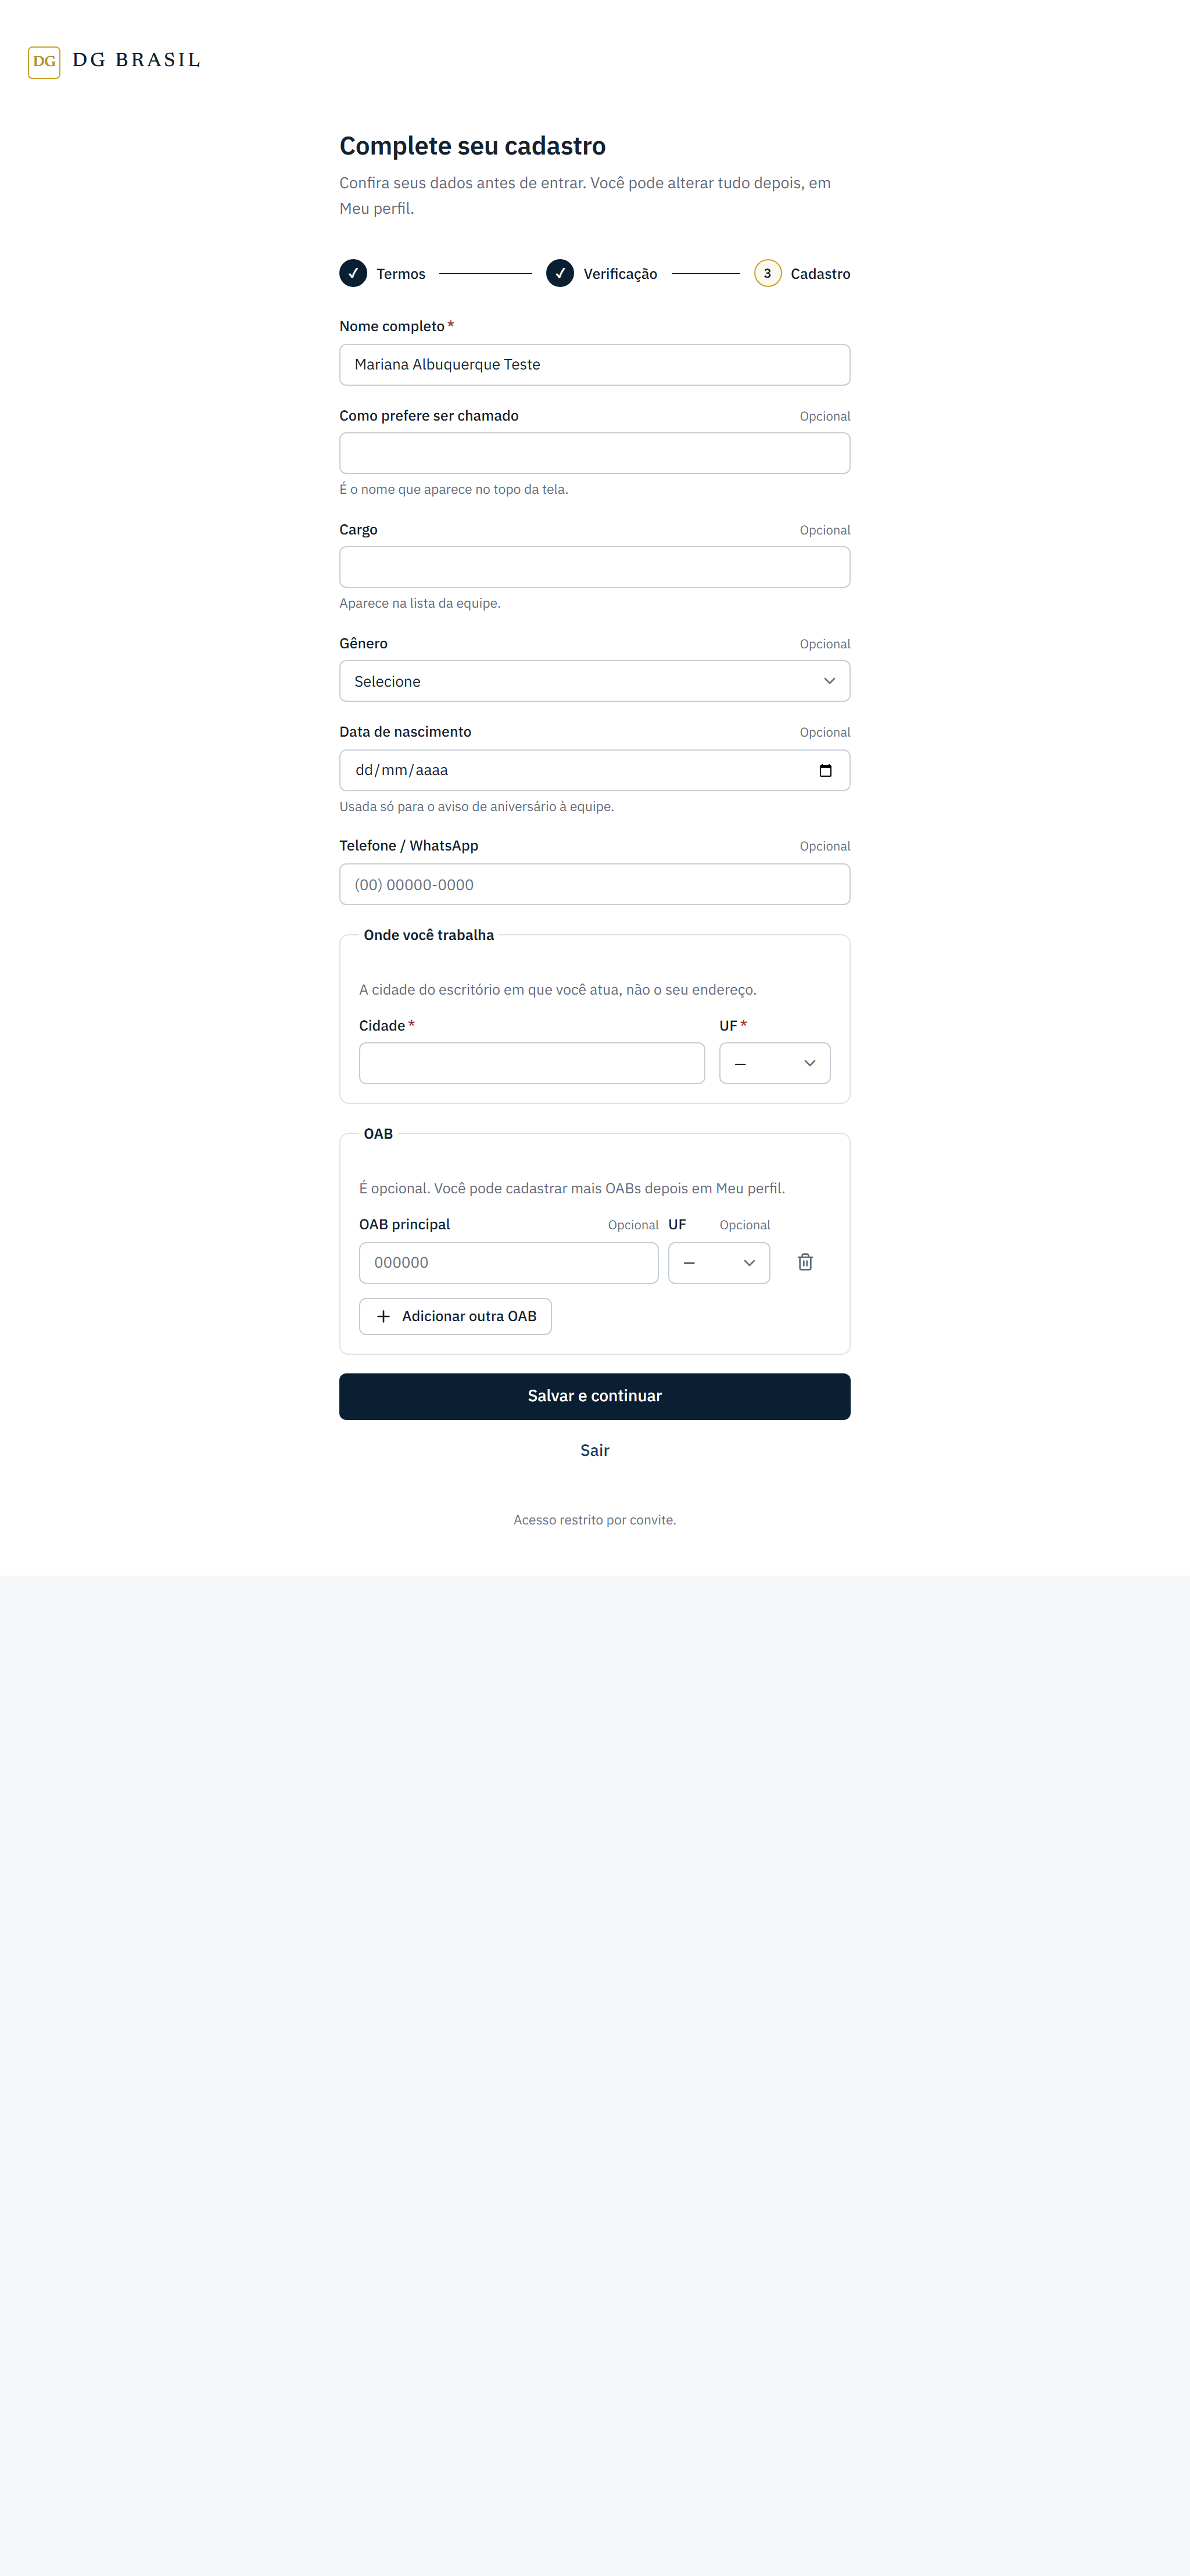 DG DG BRASIL
Complete seu cadastro
Confira seus dados antes de entrar. Você pode alterar tudo depois, em
Meu perfil.
Termos Verificação 3 Cadastro
Nome completo *
Mariana Albuquerque Teste
Como prefere ser chamado Opcional
É o nome que aparece no topo da tela.
Cargo Opcional
Aparece na lista da equipe.
Gênero Opcional
Selecione
Data de nascimento Opcional
dd/mm/aaaa
Usada só para o aviso de aniversário à equipe.
Telefone / WhatsApp Opcional
(00) 00000-0000
Onde você trabalha
A cidade do escritório em que você atua, não o seu endereço.
Cidade * UF *
—
OAB
É opcional. Você pode cadastrar mais OABs depois em Meu perfil.
OAB principal Opcional UF Opcional
000000 —
Adicionar outra OAB
Salvar e continuar
Sair
Acesso restrito por convite.